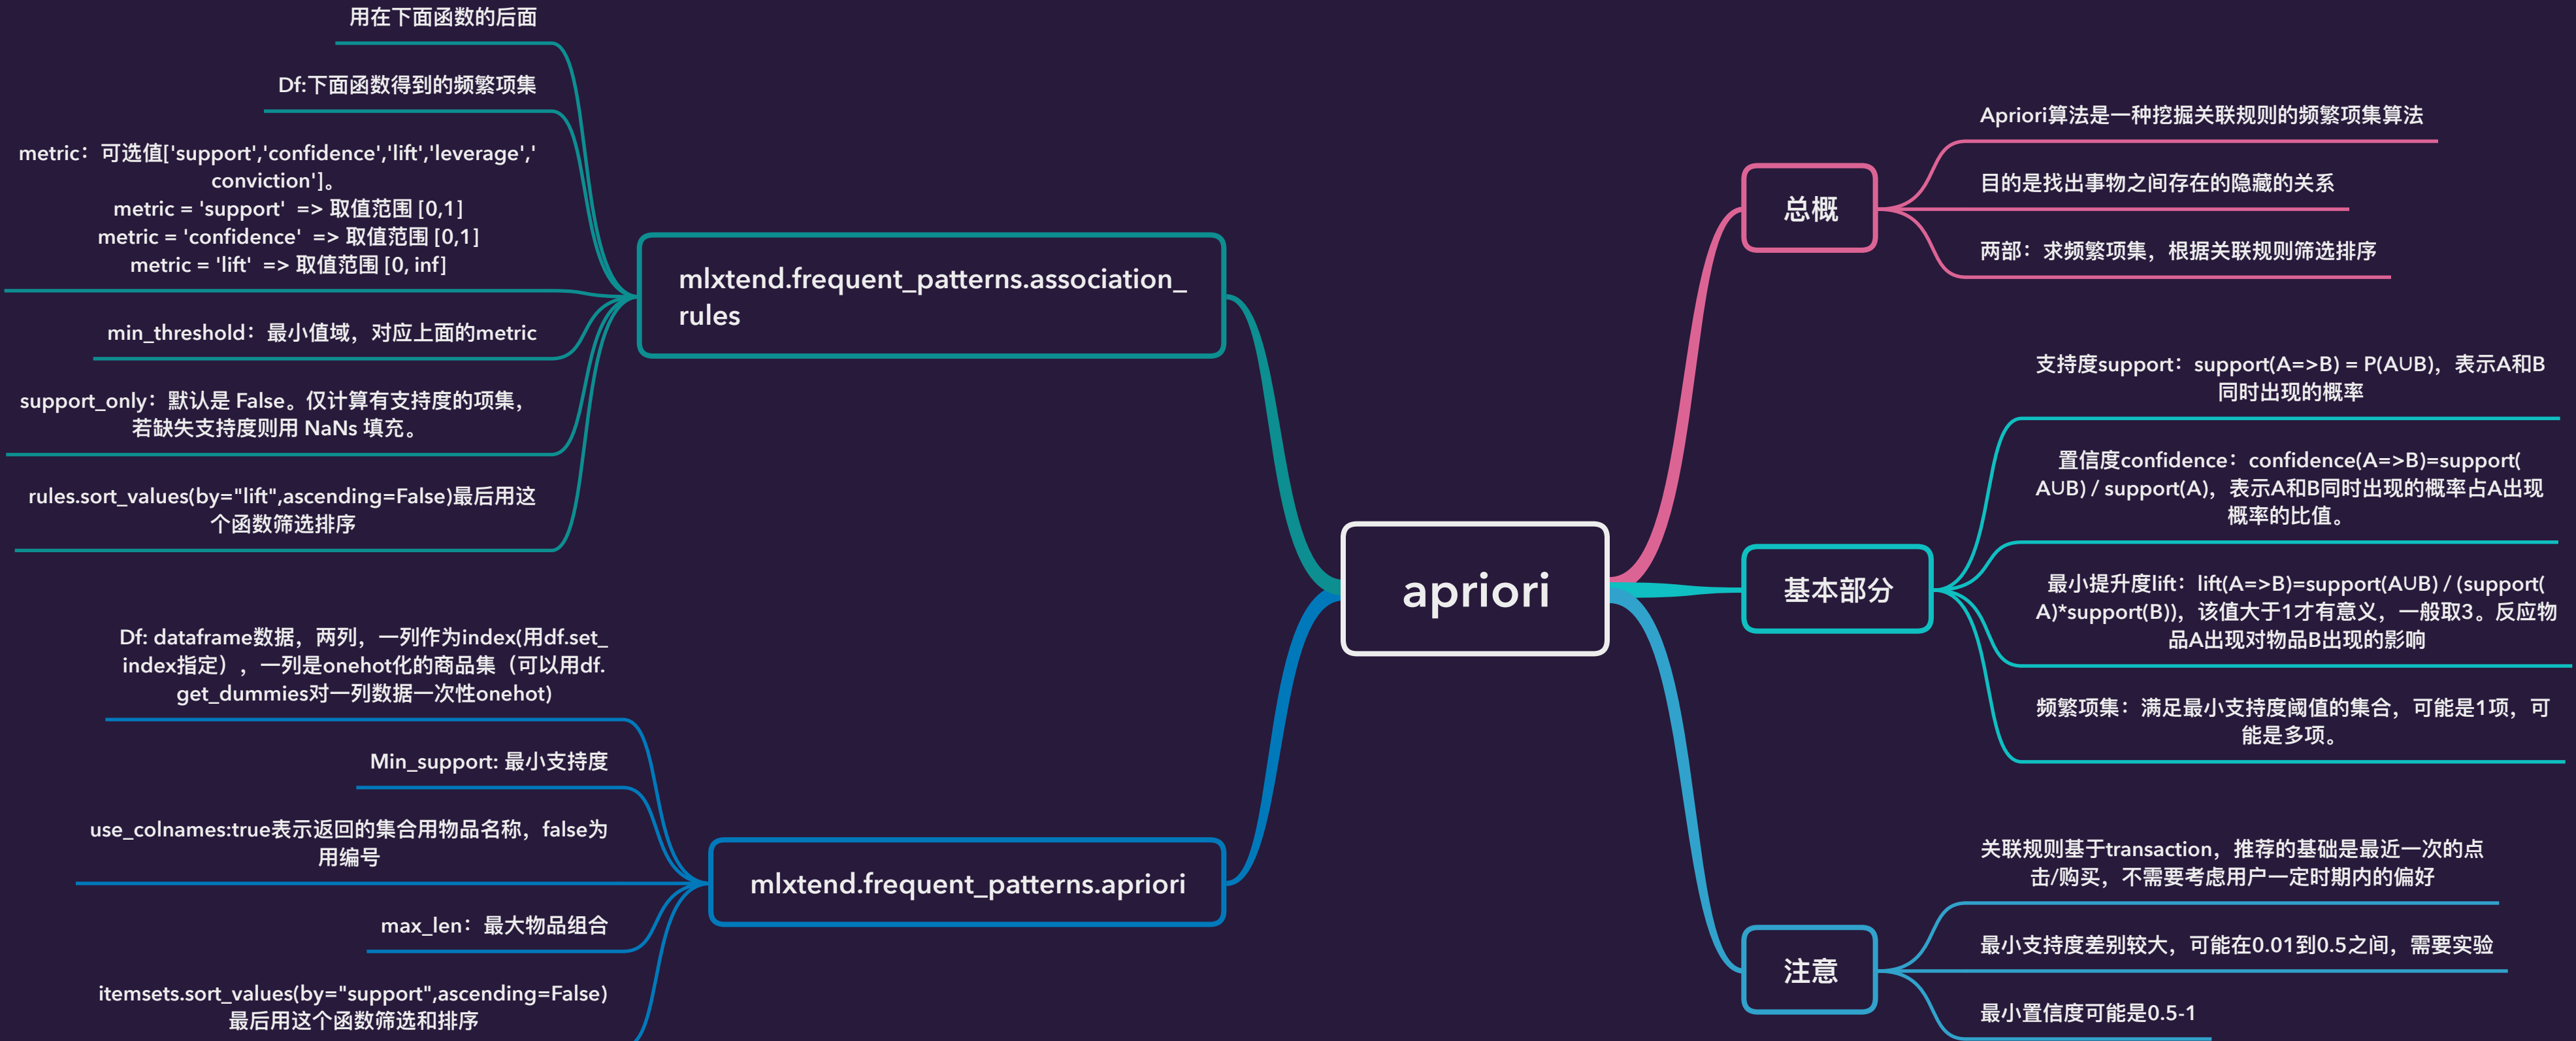 用在下面函数的后面
Df:下面函数得到的频繁项集
metric：可选值['support','confidence','lift','leverage','
conviction']。
metric = 'support'  => 取值范围 [0,1]
metric = 'confidence'  => 取值范围 [0,1]
metric = 'lift'  => 取值范围 [0, inf]
min_threshold：最小值域，对应上面的metric
support_only：默认是 False。仅计算有支持度的项集，
若缺失支持度则用 NaNs 填充。
rules.sort_values(by="lift",ascending=False)最后用这
个函数筛选排序
mlxtend.frequent_patterns.association_
rules
Df: dataframe数据，两列，一列作为index(用df.set_
index指定），一列是onehot化的商品集（可以用df.
get_dummies对一列数据一次性onehot)
Min_support: 最小支持度
use_colnames:true表示返回的集合用物品名称，false为
用编号
max_len：最大物品组合
itemsets.sort_values(by="support",ascending=False)
最后用这个函数筛选和排序
mlxtend.frequent_patterns.apriori
apriori
总概
Apriori算法是一种挖掘关联规则的频繁项集算法
目的是找出事物之间存在的隐藏的关系
两部：求频繁项集，根据关联规则筛选排序
基本部分
支持度support：support(A=>B) = P(AUB)，表示A和B
同时出现的概率
置信度confidence：confidence(A=>B)=support(
AUB) / support(A)，表示A和B同时出现的概率占A出现
概率的比值。
最小提升度lift：lift(A=>B)=support(AUB) / (support(
A)*support(B))，该值大于1才有意义，一般取3。反应物
品A出现对物品B出现的影响
频繁项集：满足最小支持度阈值的集合，可能是1项，可
能是多项。
注意
关联规则基于transaction，推荐的基础是最近一次的点
击/购买，不需要考虑用户一定时期内的偏好
最小支持度差别较大，可能在0.01到0.5之间，需要实验
最小置信度可能是0.5-1